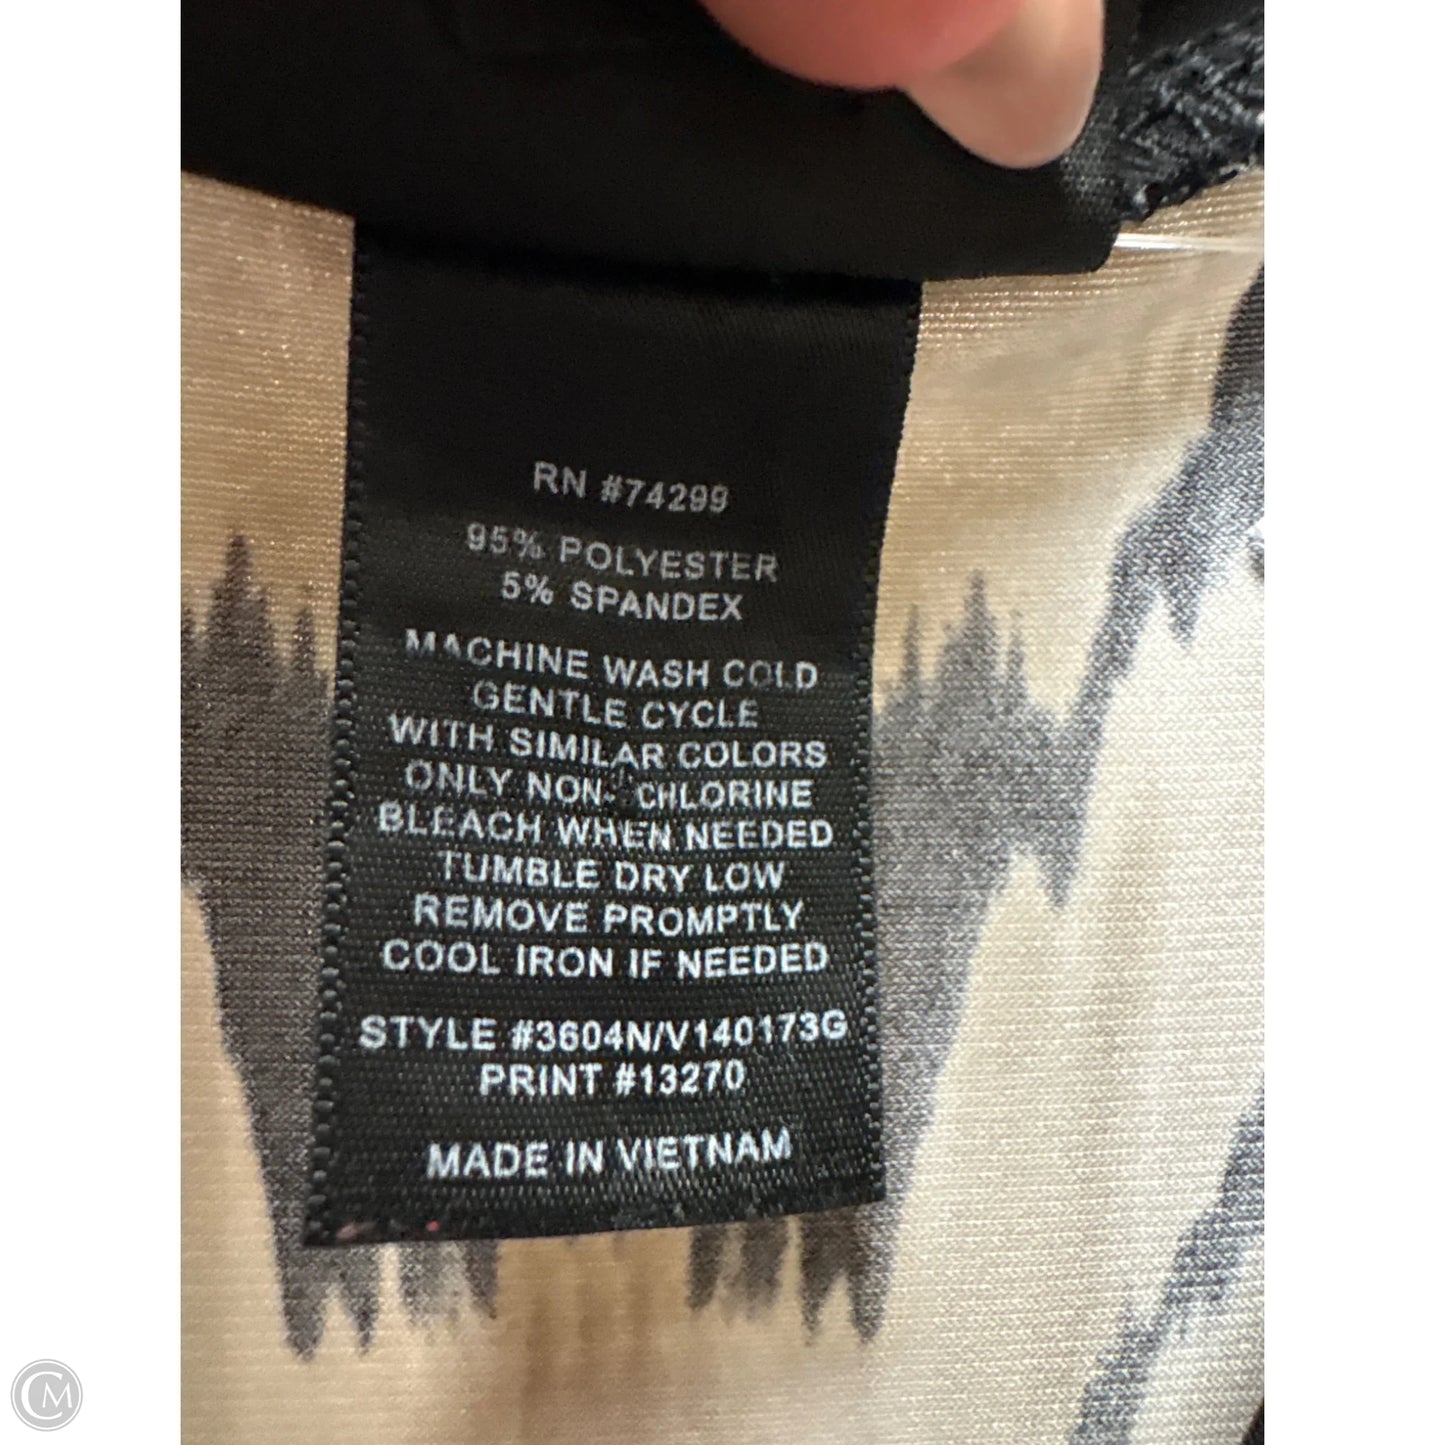 RN #74299
95% POLYESTER
5% SPANDEX
MACHINE WASH COLD
GENTLE CYCLE
WITH SIMILAR COLORS
ONLY NON- CHLORINE
BLEACH WHEN NEEDED
TUMBLE DRY LOW
REMOVE PROMPTLY
COOL IRON IF NEEDED
STYLE #3604N/V140173G
PRINT #13270
MADE IN VIETNAM
CM